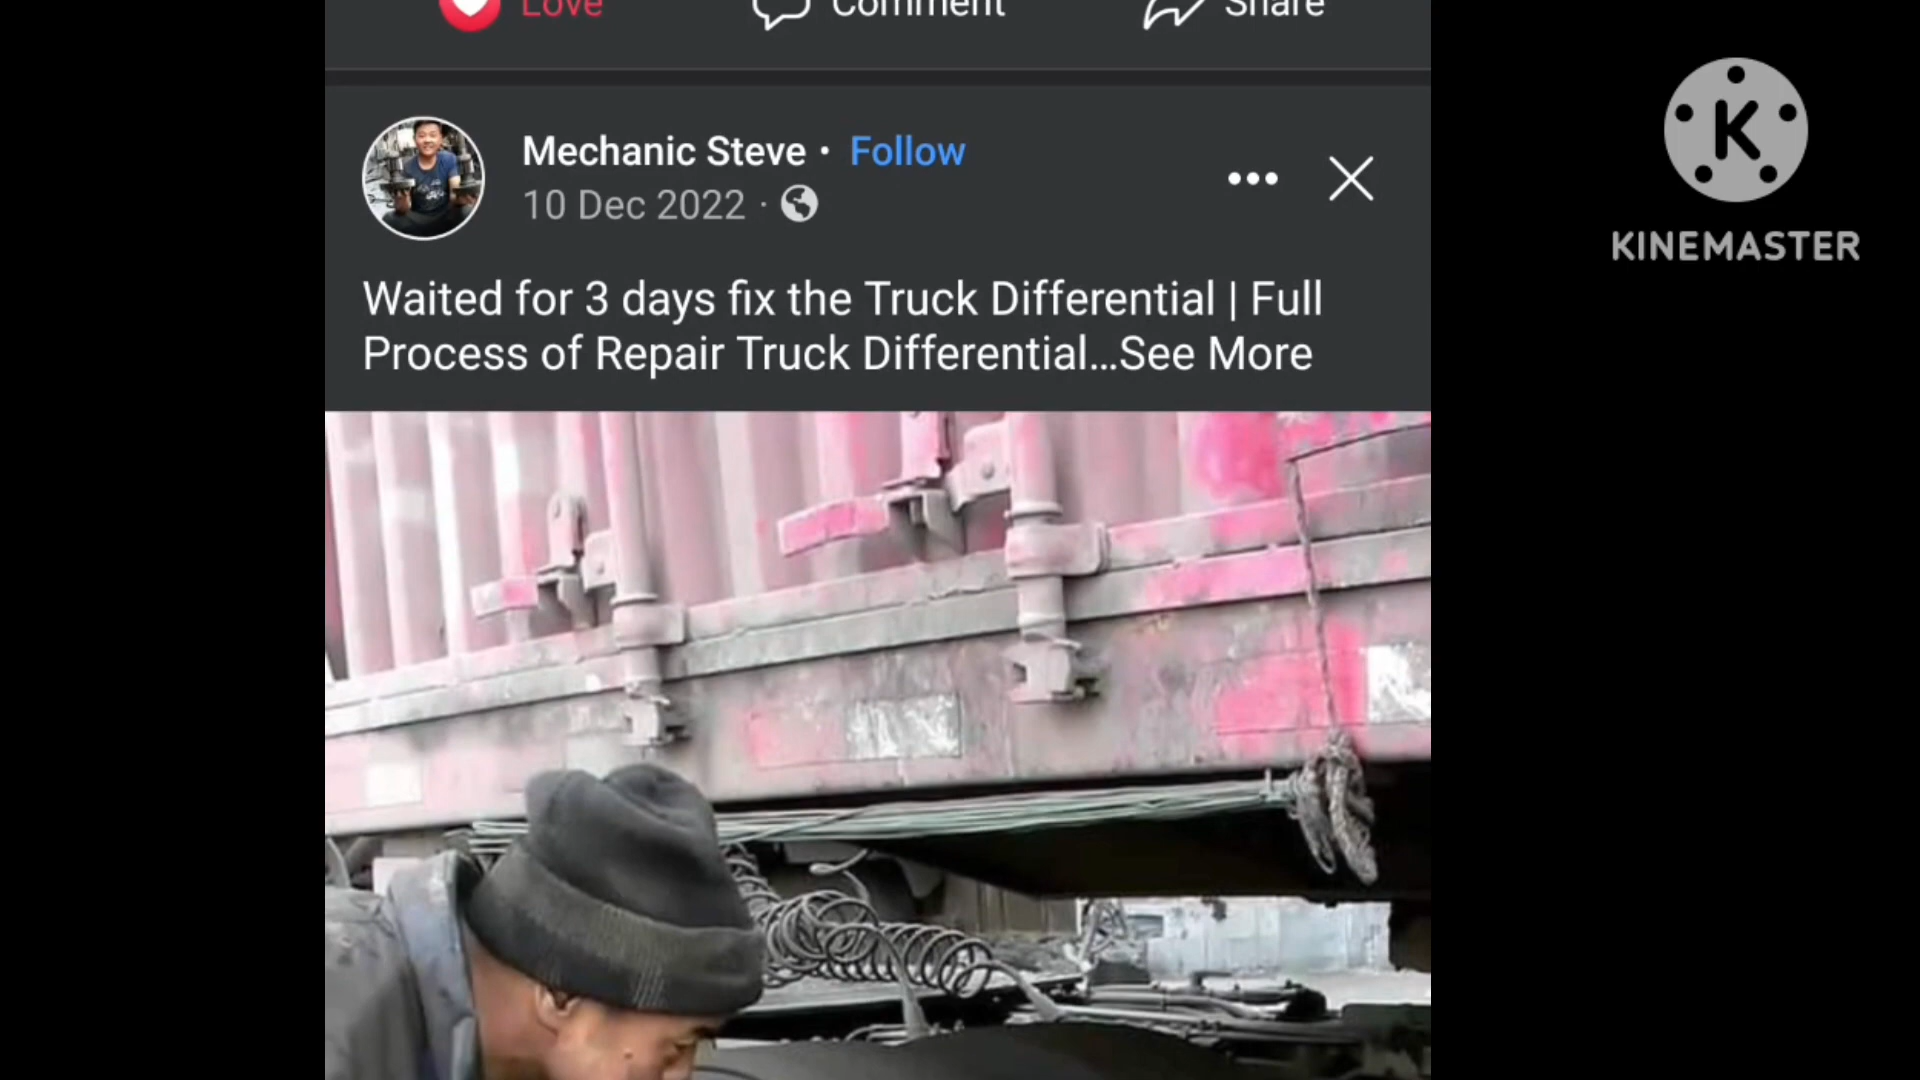 Love Comment Share
Mechanic Steve · Follow
10 Dec 2022 ·
Waited for 3 days fix the Truck Differential | Full
Process of Repair Truck Differential...See More
K
KINEMASTER